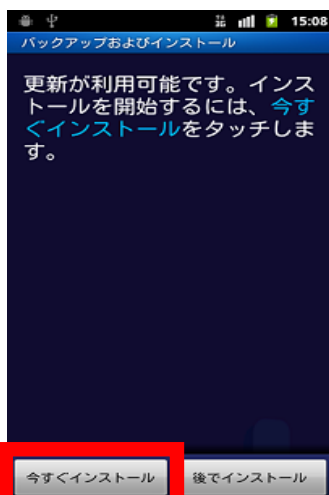 15:08
バックアップおよびインストール
更新が利用可能です。インス
トールを開始するには、今す
ぐインストールをタッチしま
す。
今すぐインストール
後でインストール